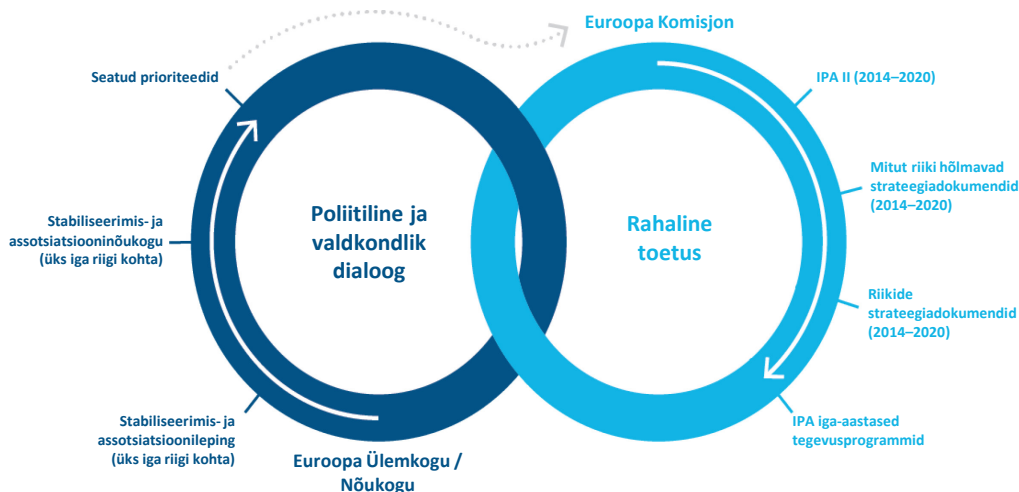 Euroopa Komisjon
Seatud prioriteedid
Stabiliseerimis- ja
assotsiatsiooninõukogu
(üks iga riigi kohta)
Stabiliseerimis- ja
assotsiatsioonileping
(üks iga riigi kohta)
Poliitiline ja
valdkondlik
dialoog
Euroopa Ülemkogu /
Nõukogu
Rahaline
toetus
IPA II (2014–2020)
Mitut riiki hõlmavad
strateegiadokumendid
(2014–2020)
Riikide
strateegiadokumendid
(2014–2020)
IPA iga-aastased
tegevusprogrammid